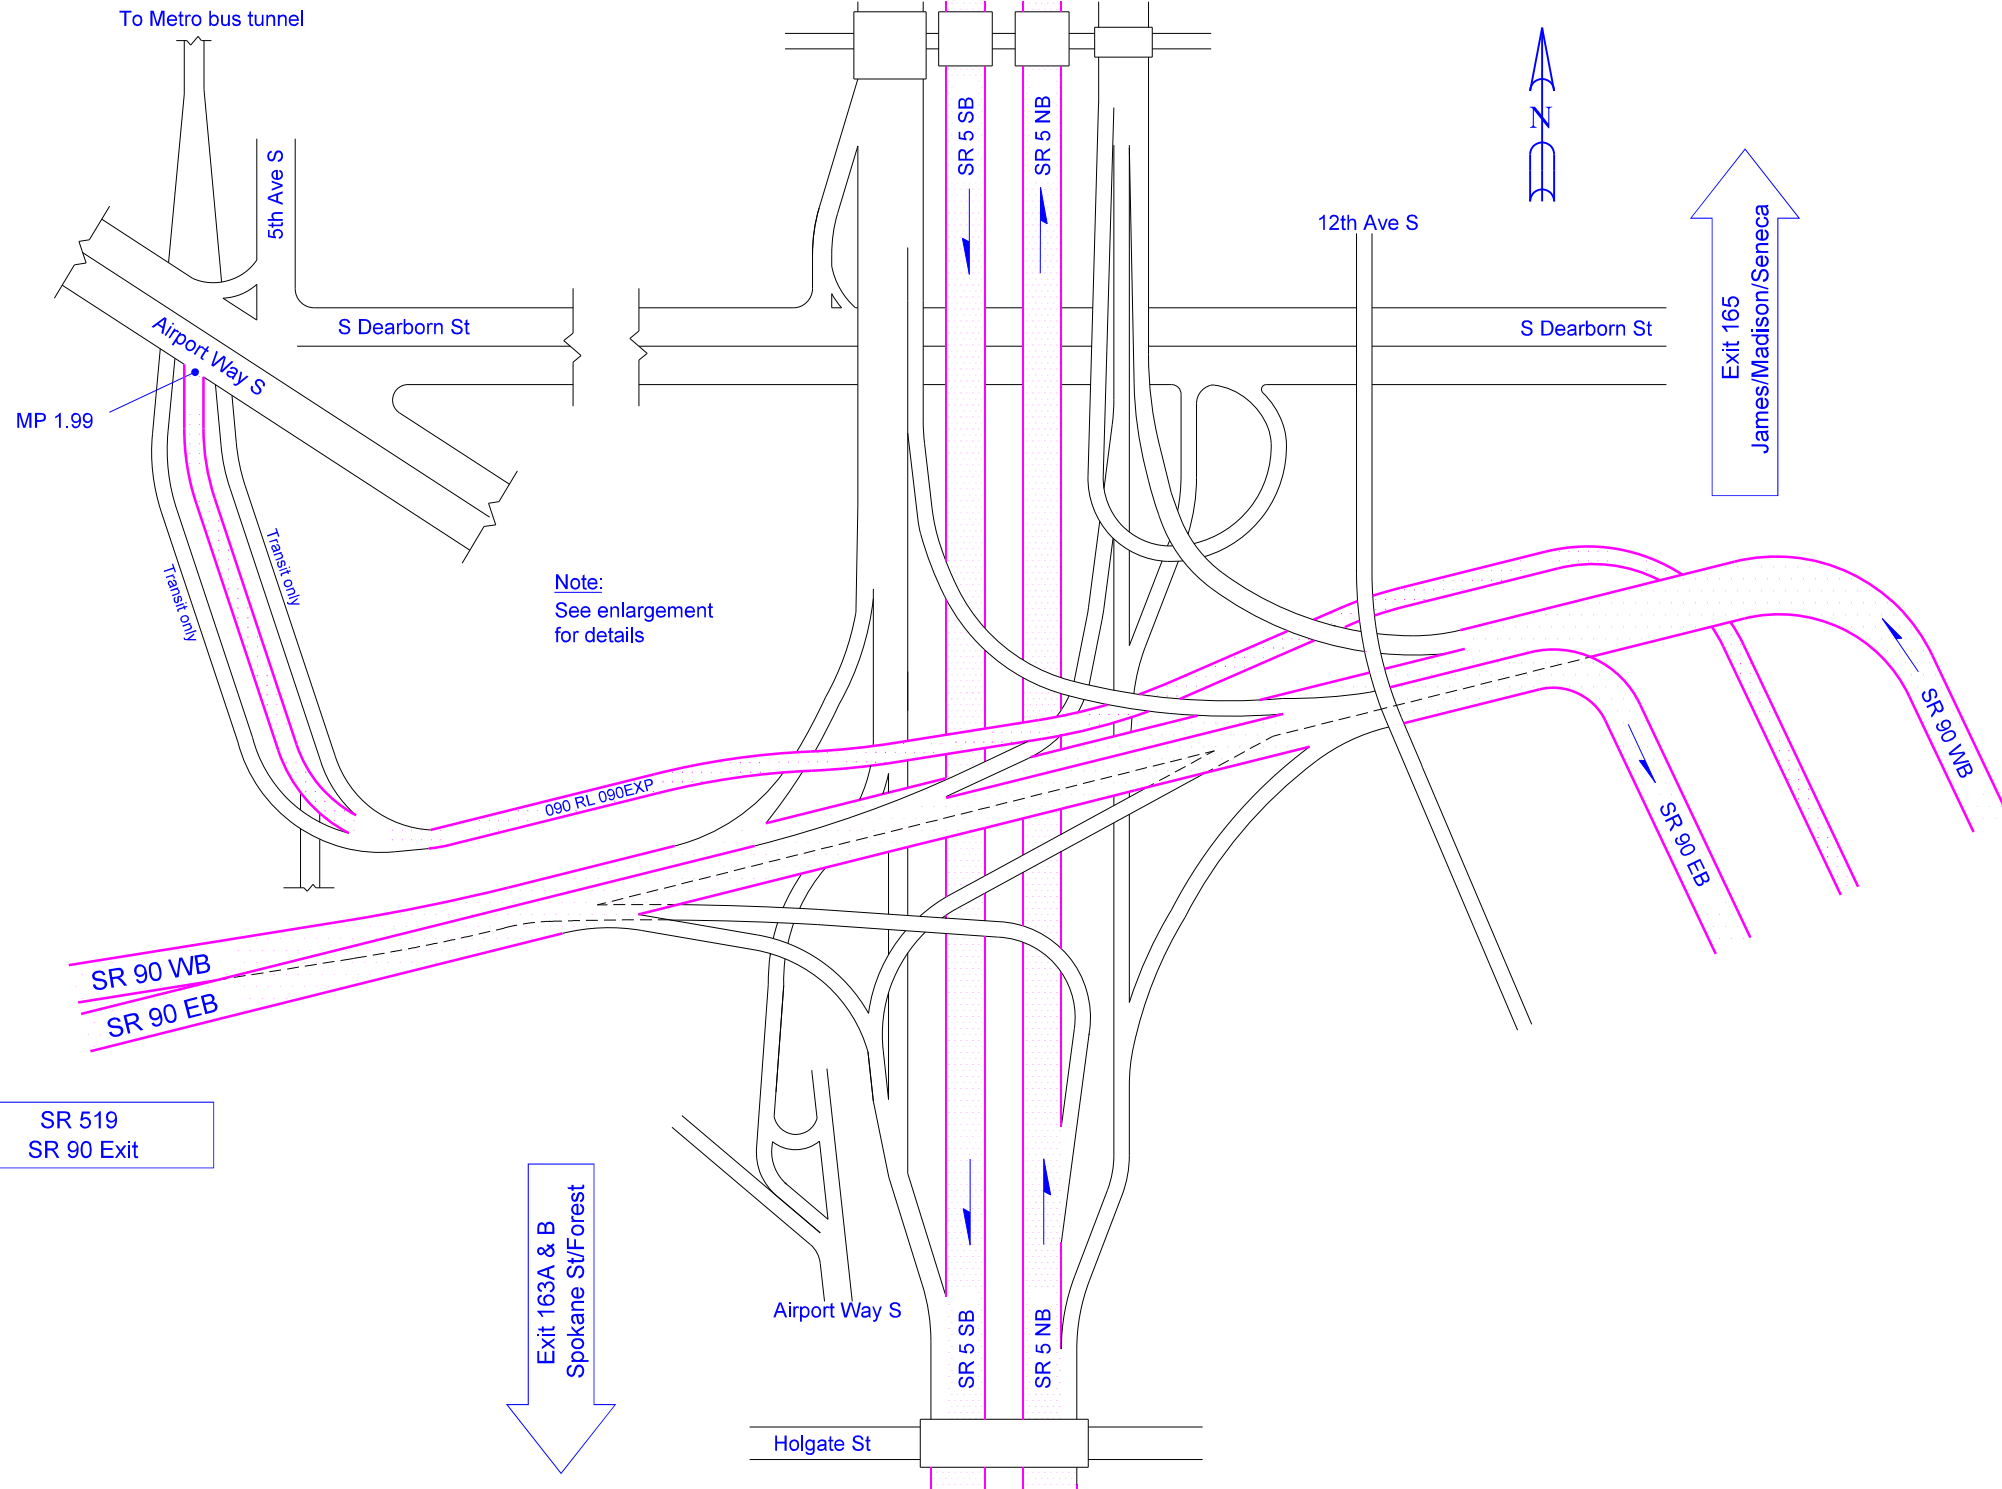 To Metro bus tunnel
5th Ave S
SR 5 SB
SR 5 NB
N
12th Ave S
Exit 165
James/Madison/Seneca
Airport Way S
S Dearborn St
S Dearborn St
MP 1.99
Transit only
Transit only
Note:
See enlargement
for details
090 RL 090EXP
SR 90 WB
SR 90 EB
SR 90 WB
SR 90 EB
SR 519
SR 90 Exit
Exit 163A & B
Spokane St/Forest
Airport Way S
SR 5 SB
SR 5 NB
Holgate St